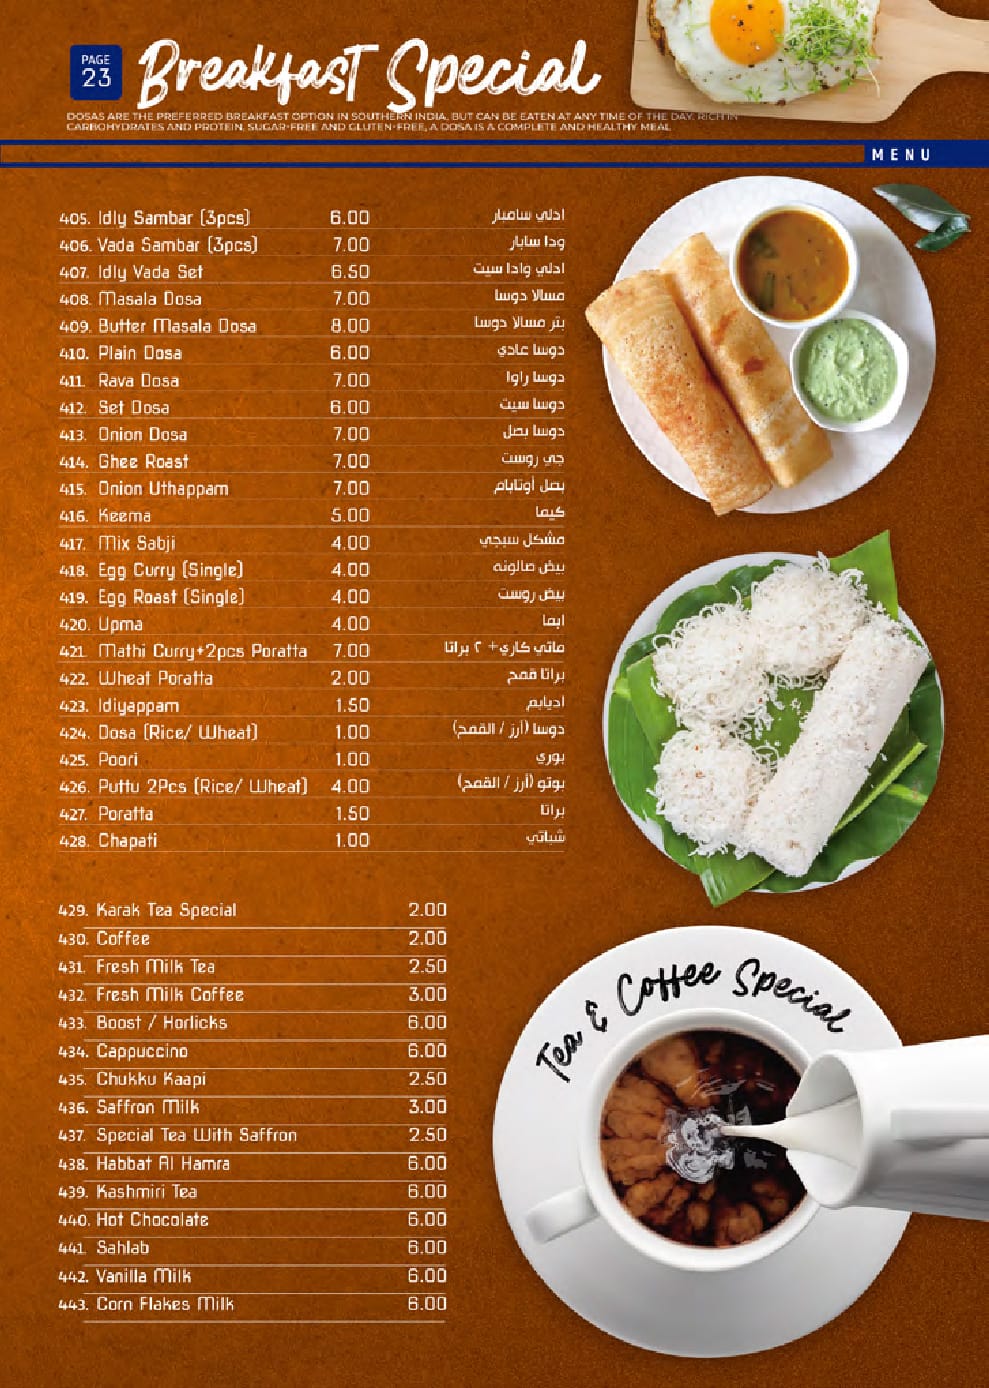 PAGE
23
Breakfast Special
DOSAS ARE THE PREFERRED BREAKFAST OPTION IN SOUTHERN INDIA, BUT CAN BE EATEN AT ANY TIME OF THE DAY. RICH IN
CARBOHYDRATES AND PROTEIN, SUGAR-FREE AND GLUTEN-FREE, A DOSA IS A COMPLETE AND HEALTHY MEAL
MENU
405. Idly Sambar (3pcs) 6.00 ادلي سامبار
406. Vada Sambar (3pcs) 7.00 ودا سابار
407. Idly Vada Set 6.50 ادلي وادا سيت
408. Masala Dosa 7.00 مسالا دوسا
409. Butter Masala Dosa 8.00 بتر مسالا دوسا
410. Plain Dosa 6.00 دوسا عادي
411. Rava Dosa 7.00 دوسا راوا
412. Set Dosa 6.00 دوسا سيت
413. Onion Dosa 7.00 دوسا بصل
414. Ghee Roast 7.00 جي روست
415. Onion Uthappam 7.00 بصل أوتابام
416. Keema 5.00 كيما
417. Mix Sabji 4.00 مشكل سبجي
418. Egg Curry (Single) 4.00 بيض صالونه
419. Egg Roast (Single) 4.00 بيض روست
420. Upma 4.00 ابما
421. Mathi Curry+2pcs Poratta 7.00 ماتي كاري+ ٢ براتا
422. Wheat Poratta 2.00 براتا قمح
423. Idiyappam 1.50 اديابم
424. Dosa (Rice/ Wheat) 1.00 دوسا (أرز / القمح)
425. Poori 1.00 بوري
426. Puttu 2Pcs (Rice/ Wheat) 4.00 بوتو (أرز / القمح)
427. Poratta 1.50 براتا
428. Chapati 1.00 شباتي
429. Karak Tea Special 2.00
430. Coffee 2.00
431. Fresh Milk Tea 2.50
432. Fresh Milk Coffee 3.00
433. Boost / Horlicks 6.00
434. Cappuccino 6.00
435. Chukku Kaapi 2.50
436. Saffron Milk 3.00
437. Special Tea With Saffron 2.50
438. Habbat Al Hamra 6.00
439. Kashmiri Tea 6.00
440. Hot Chocolate 6.00
441. Sahlab 6.00
442. Vanilla Milk 6.00
443. Corn Flakes Milk 6.00
Tea & Coffee Special